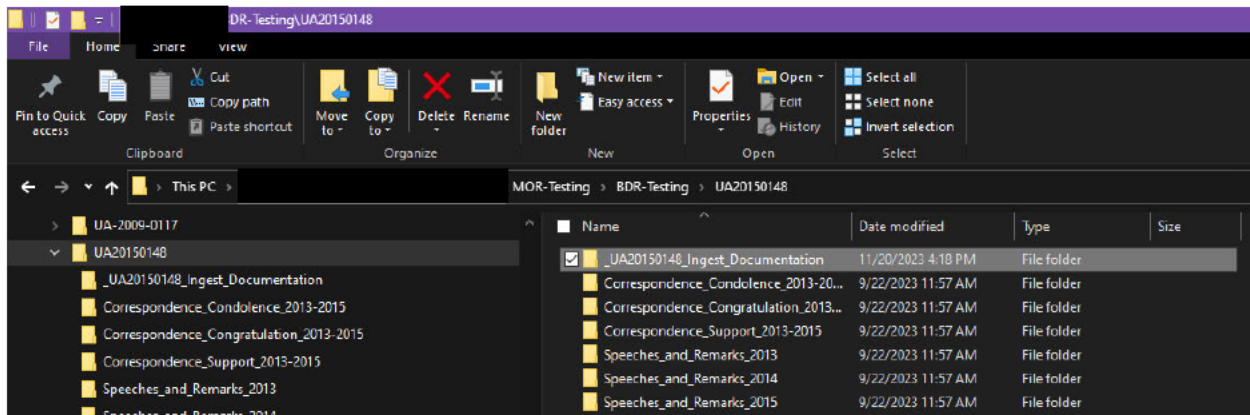 BDR-Testing\UA20150148
File Home Share View
Pin to Quick access
Copy
Paste
Cut
Copy path
Paste shortcut
Clipboard
Move to
Copy to
Delete
Rename
Organize
New folder
New item
Easy access
New
Properties
Open
Edit
History
Open
Select all
Select none
Invert selection
Select
This PC MOR-Testing BDR-Testing UA20150148
UA-2009-0117
UA20150148
_UA20150148_Ingest_Documentation
Correspondence_Condolence_2013-2015
Correspondence_Congratulation_2013-2015
Correspondence_Support_2013-2015
Speeches_and_Remarks_2013
Speeches_and_Remarks_2014
Name Date modified Type Size
_UA20150148_Ingest_Documentation 11/20/2023 4:18 PM File folder
Correspondence_Condolence_2013-20... 9/22/2023 11:57 AM File folder
Correspondence_Congratulation_2013... 9/22/2023 11:57 AM File folder
Correspondence_Support_2013-2015 9/22/2023 11:57 AM File folder
Speeches_and_Remarks_2013 9/22/2023 11:57 AM File folder
Speeches_and_Remarks_2014 9/22/2023 11:57 AM File folder
Speeches_and_Remarks_2015 9/22/2023 11:57 AM File folder